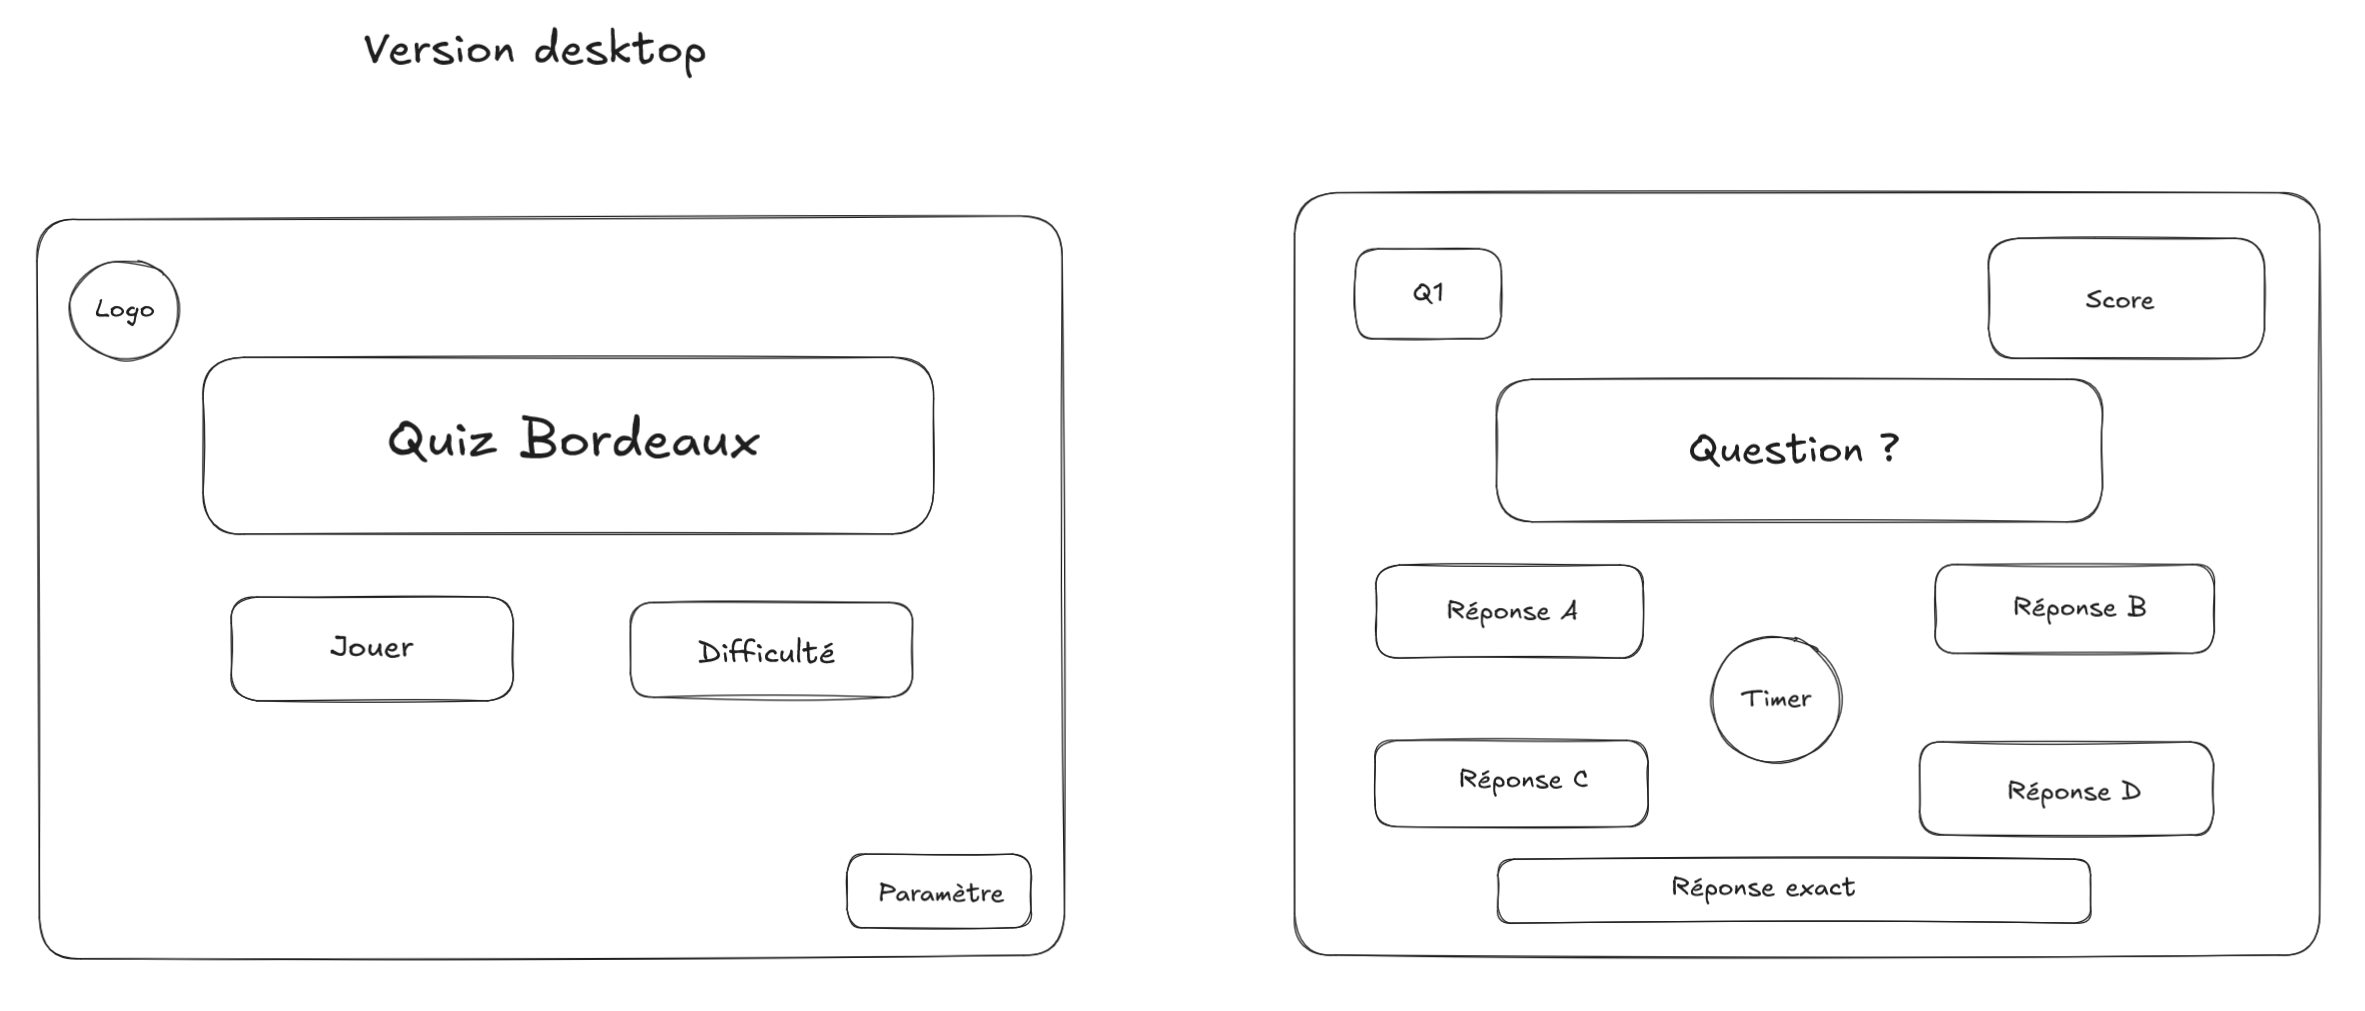 Version desktop
Logo
Quiz Bordeaux
Jouer
Difficulté
Paramètre
Q1
Score
Question ?
Réponse A
Réponse B
Timer
Réponse C
Réponse D
Réponse exact